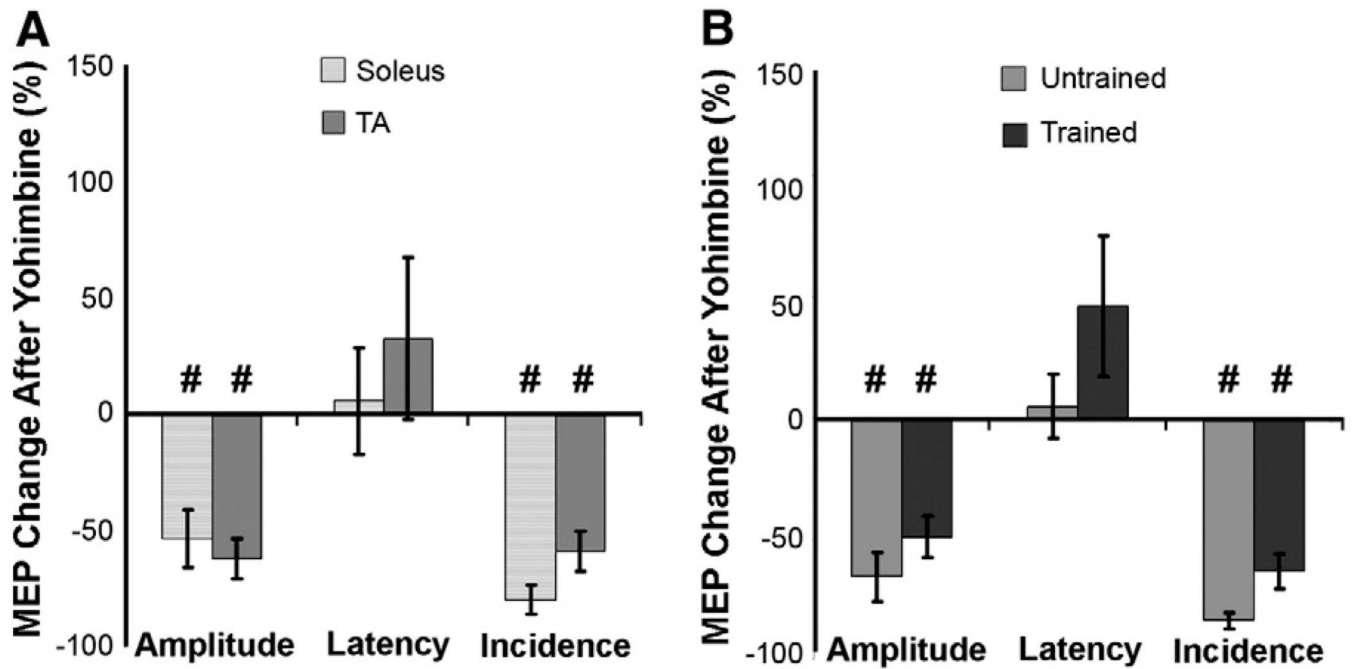 A
MEP Change After Yohimbine (%)
150
100
50
0
-50
-100
Soleus
TA
# # # #
Amplitude Latency Incidence
B
MEP Change After Yohimbine (%)
150
100
50
0
-50
-100
Untrained
Trained
# # # #
Amplitude Latency Incidence